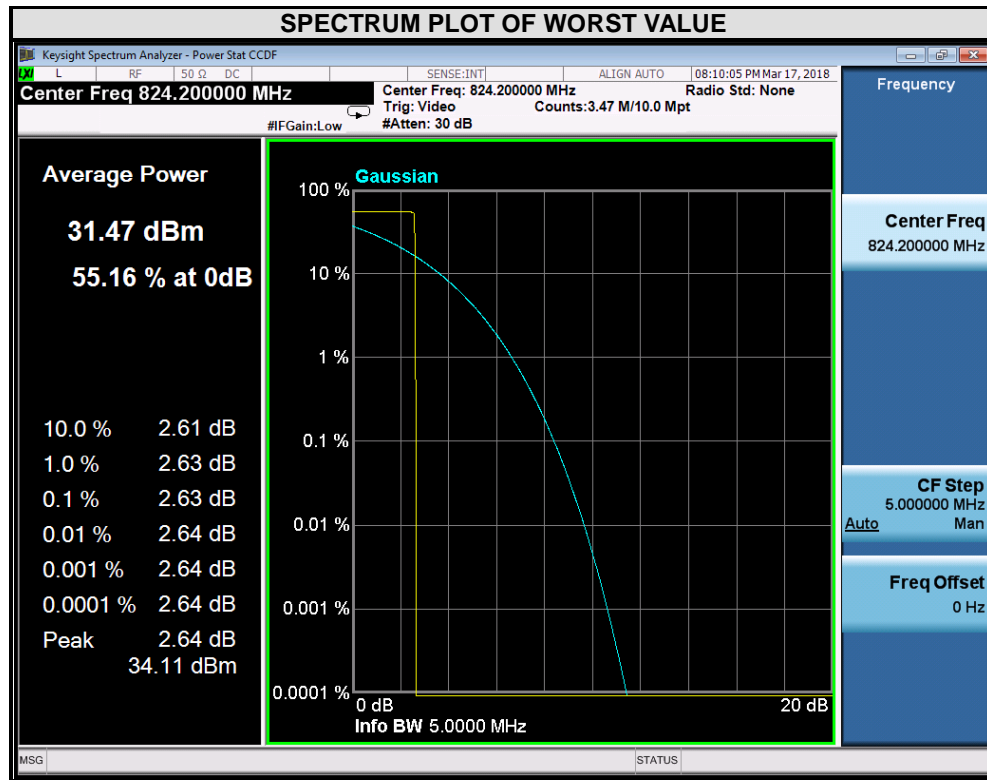 SPECTRUM PLOT OF WORST VALUE
Keysight Spectrum Analyzer - Power Stat CCDF
LXI L RF 50 Ω DC SENSE:INT ALIGN AUTO 08:10:05 PM Mar 17, 2018
Center Freq 824.200000 MHz
Center Freq: 824.200000 MHz Radio Std: None
Trig: Video Counts:3.47 M/10.0 Mpt
#IFGain:Low #Atten: 30 dB
Average Power
31.47 dBm
55.16 % at 0dB
10.0 % 2.61 dB
1.0 % 2.63 dB
0.1 % 2.63 dB
0.01 % 2.64 dB
0.001 % 2.64 dB
0.0001 % 2.64 dB
Peak 2.64 dB
34.11 dBm
Gaussian
100 %
10 %
1 %
0.1 %
0.01 %
0.001 %
0.0001 %
0 dB 20 dB
Info BW 5.0000 MHz
Frequency
Center Freq
824.200000 MHz
CF Step
5.000000 MHz
Auto Man
Freq Offset
0 Hz
MSG STATUS